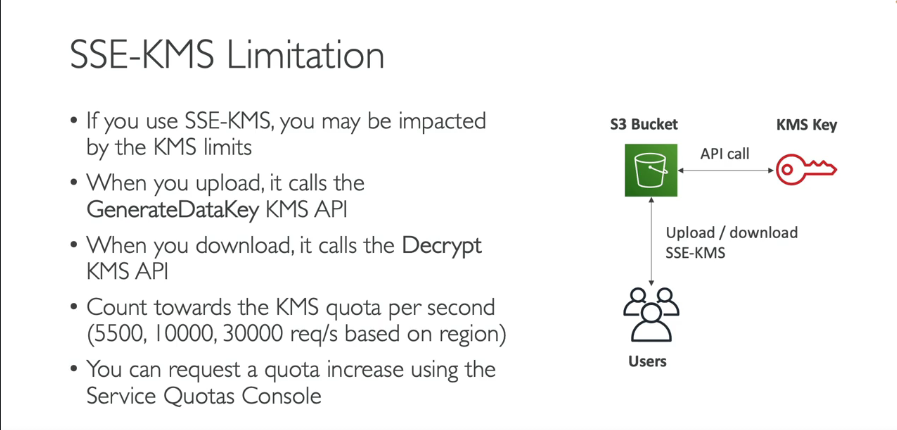 SSE-KMS Limitation
• If you use SSE-KMS, you may be impacted
by the KMS limits
• When you upload, it calls the
GenerateDataKey KMS API
• When you download, it calls the Decrypt
KMS API
• Count towards the KMS quota per second
(5500, 10000, 30000 req/s based on region)
• You can request a quota increase using the
Service Quotas Console
S3 Bucket
KMS Key
API call
Upload / download
SSE-KMS
Users